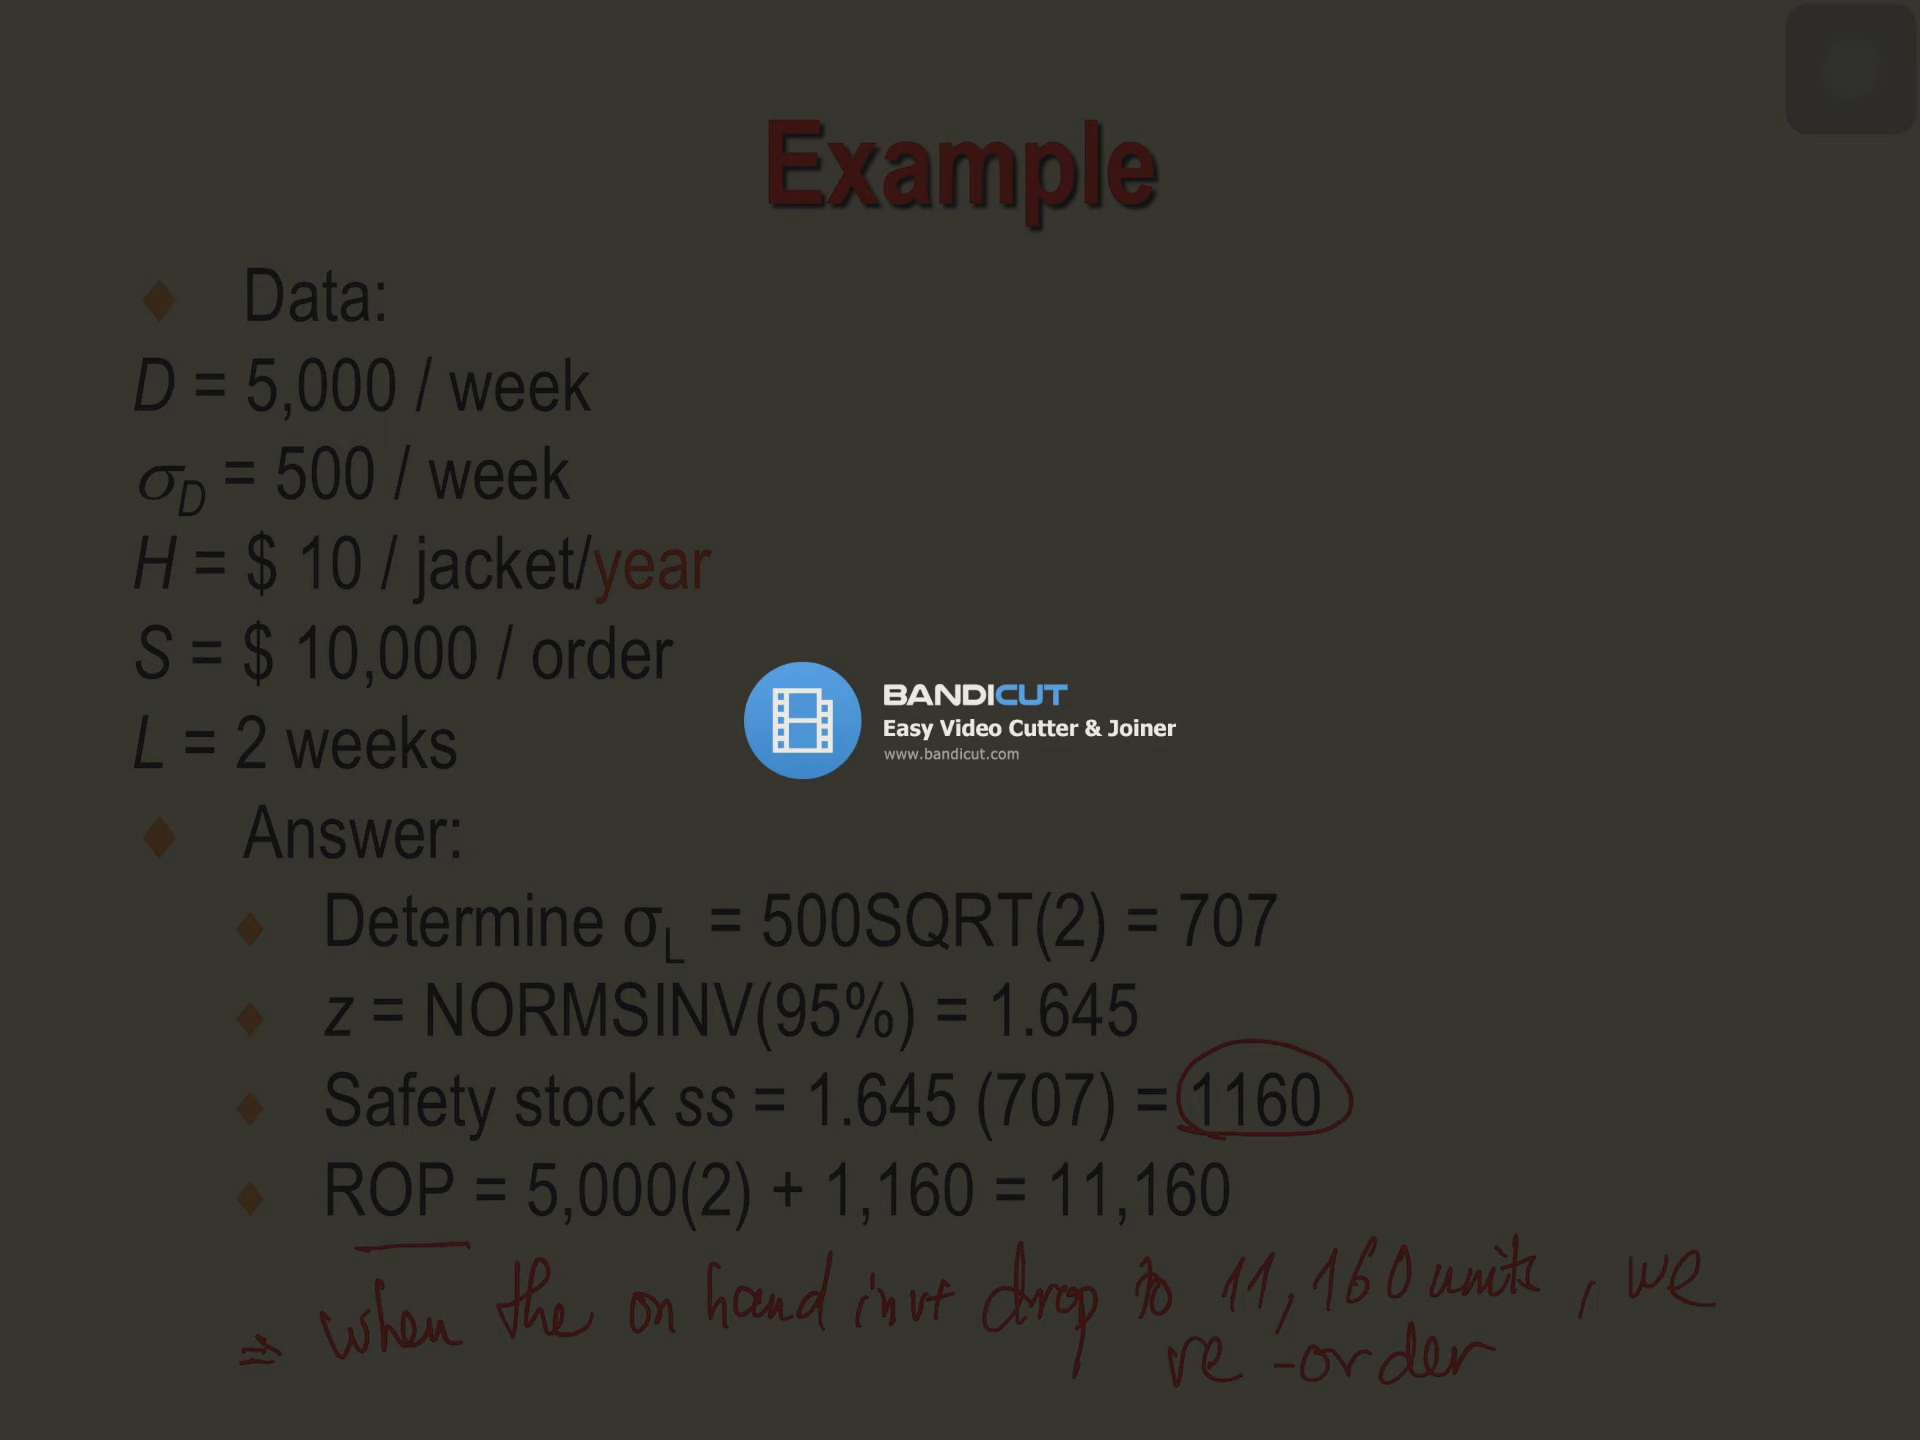 Example
Data:
D = 5,000 / week
σD = 500 / week
H = $ 10 / jacket/year
S = $ 10,000 / order
L = 2 weeks
BANDICUT
Easy Video Cutter & Joiner
www.bandicut.com
Answer:
Determine σL = 500SQRT(2) = 707
z = NORMSINV(95%) = 1.645
Safety stock ss = 1.645 (707) = 1160
ROP = 5,000(2) + 1,160 = 11,160
⇒ when the on hand invt drop to 11,160 units, we
re-order